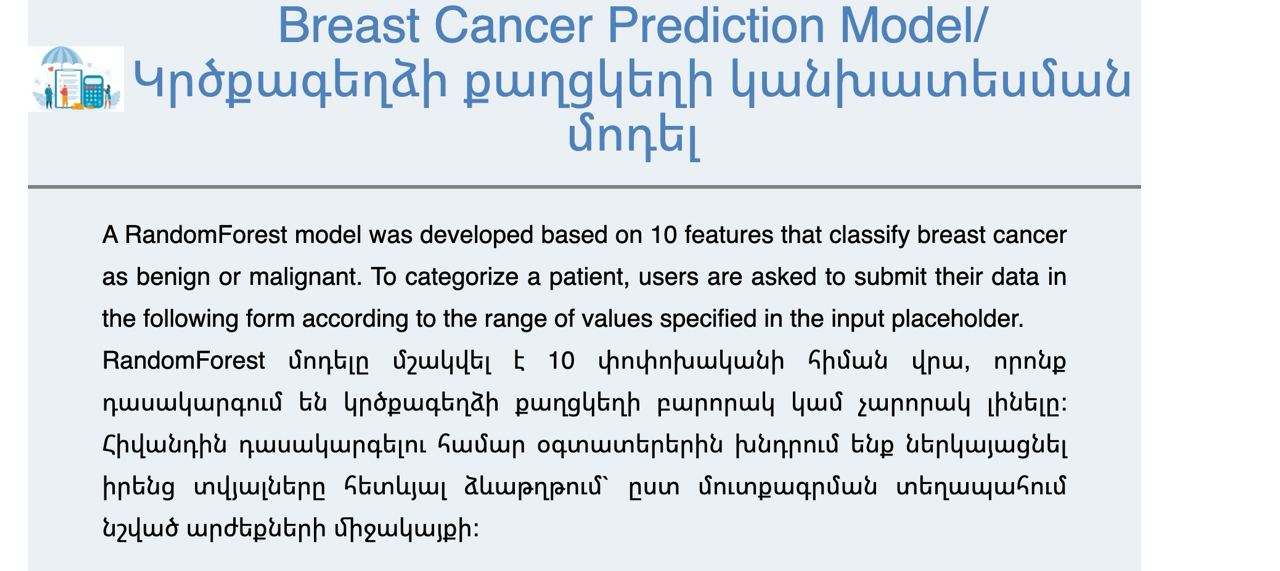 Breast Cancer Prediction Model/
Կրծքագեղձի քաղցկեղի կանխատեսման
մոդել
A RandomForest model was developed based on 10 features that classify breast cancer
as benign or malignant. To categorize a patient, users are asked to submit their data in
the following form according to the range of values specified in the input placeholder.
RandomForest մոդելը մշակվել է 10 փոփոխականի հիման վրա, որոնք
դասակարգում են կրծքագեղձի քաղցկեղի բարորակ կամ չարորակ լինելը:
Հիվանդին դասակարգելու համար օգտատերերին խնդրում ենք ներկայացնել
իրենց տվյալները հետևյալ ձևաթղթում` ըստ մուտքագրման տեղապահում
նշված արժեքների միջակայքի: